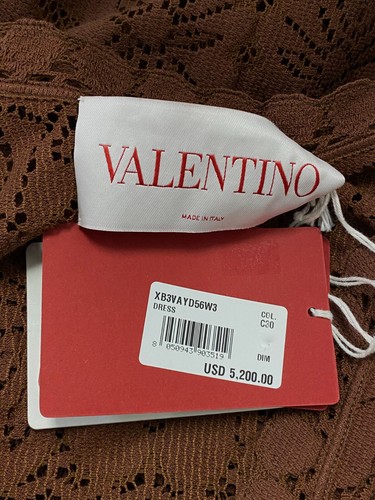 VALENTINO
MADE IN ITALY
XB3VAYD56W3
DRESS
COL.
C30
8 050943 903519
DIM
USD 5,200.00